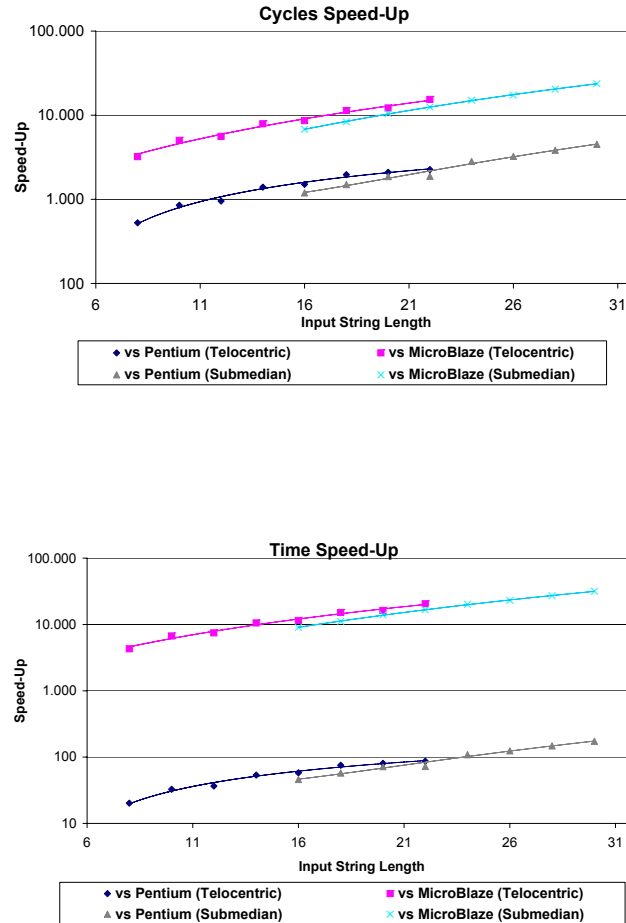 Cycles Speed-Up
100.000
10.000
1.000
100
Speed-Up
6 11 16 21 26 31
Input String Length
vs Pentium (Telocentric) vs MicroBlaze (Telocentric)
vs Pentium (Submedian) vs MicroBlaze (Submedian)
Time Speed-Up
100.000
10.000
1.000
100
10
Speed-Up
6 11 16 21 26 31
Input String Length
vs Pentium (Telocentric) vs MicroBlaze (Telocentric)
vs Pentium (Submedian) vs MicroBlaze (Submedian)